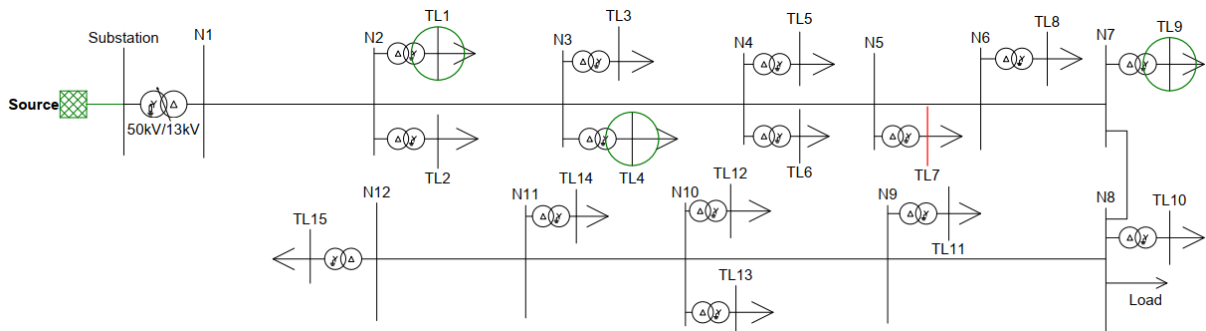 TL1
TL3
TL5
TL8
TL9
Substation
N1
N2
N3
N4
N5
N6
N7
Source
50kV/13kV
TL2
TL4
TL6
TL7
TL15
N12
N11
TL14
N10
TL12
N9
N8
TL10
TL11
TL13
Load